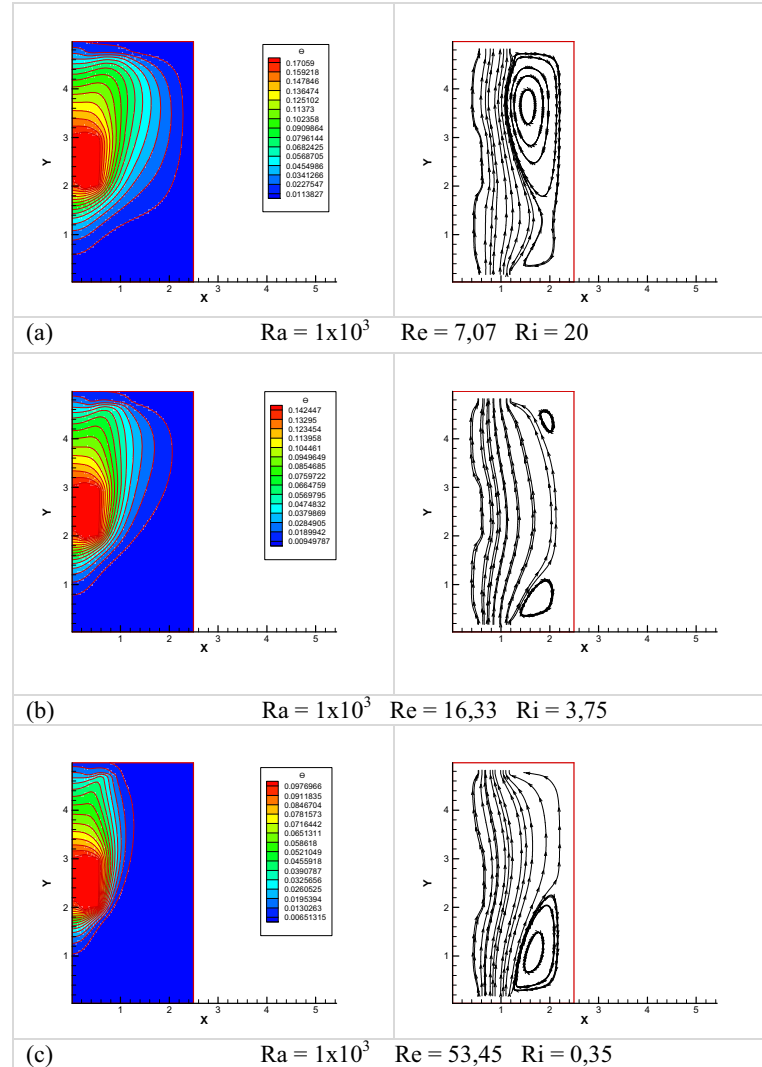 Θ
0.17059
0.159218
0.147846
0.136474
0.125102
0.11373
0.102358
0.0909864
0.0796144
0.0682425
0.0568705
0.0454986
0.0341266
0.0227547
0.0113827
Y
4
3
2
1
1 2 3 4 5
X
Y
4
3
2
1
1 2 3 4 5
X
(a) Ra = 1x10³ Re = 7,07 Ri = 20
Θ
0.142447
0.13295
0.123454
0.113958
0.104461
0.0949649
0.0854685
0.0759722
0.0664759
0.0569795
0.0474832
0.0379869
0.0284905
0.0189942
0.00949787
Y
4
3
2
1
1 2 3 4 5
X
Y
4
3
2
1
1 2 3 4 5
X
(b) Ra = 1x10³ Re = 16,33 Ri = 3,75
Θ
0.0976966
0.0911835
0.0846704
0.0781573
0.0716442
0.0651311
0.058618
0.0521049
0.0455918
0.0390787
0.0325656
0.0260525
0.0195394
0.0130263
0.00651315
Y
4
3
2
1
1 2 3 4 5
X
Y
4
3
2
1
1 2 3 4 5
X
(c) Ra = 1x10³ Re = 53,45 Ri = 0,35